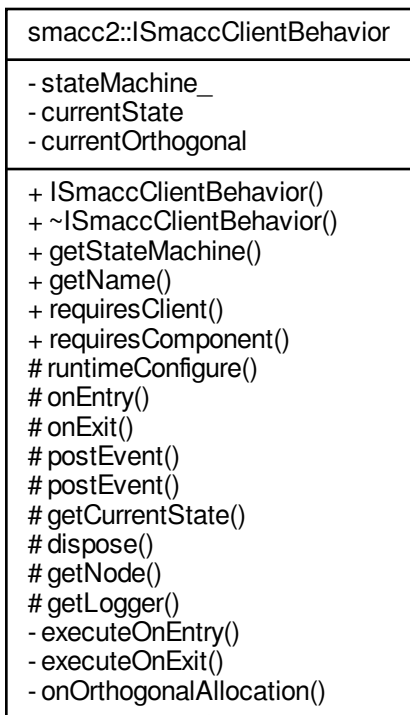 smacc2::ISmaccClientBehavior
- stateMachine_
- currentState
- currentOrthogonal
+ ISmaccClientBehavior()
+ ~ISmaccClientBehavior()
+ getStateMachine()
+ getName()
+ requiresClient()
+ requiresComponent()
# runtimeConfigure()
# onEntry()
# onExit()
# postEvent()
# postEvent()
# getCurrentState()
# dispose()
# getNode()
# getLogger()
- executeOnEntry()
- executeOnExit()
- onOrthogonalAllocation()